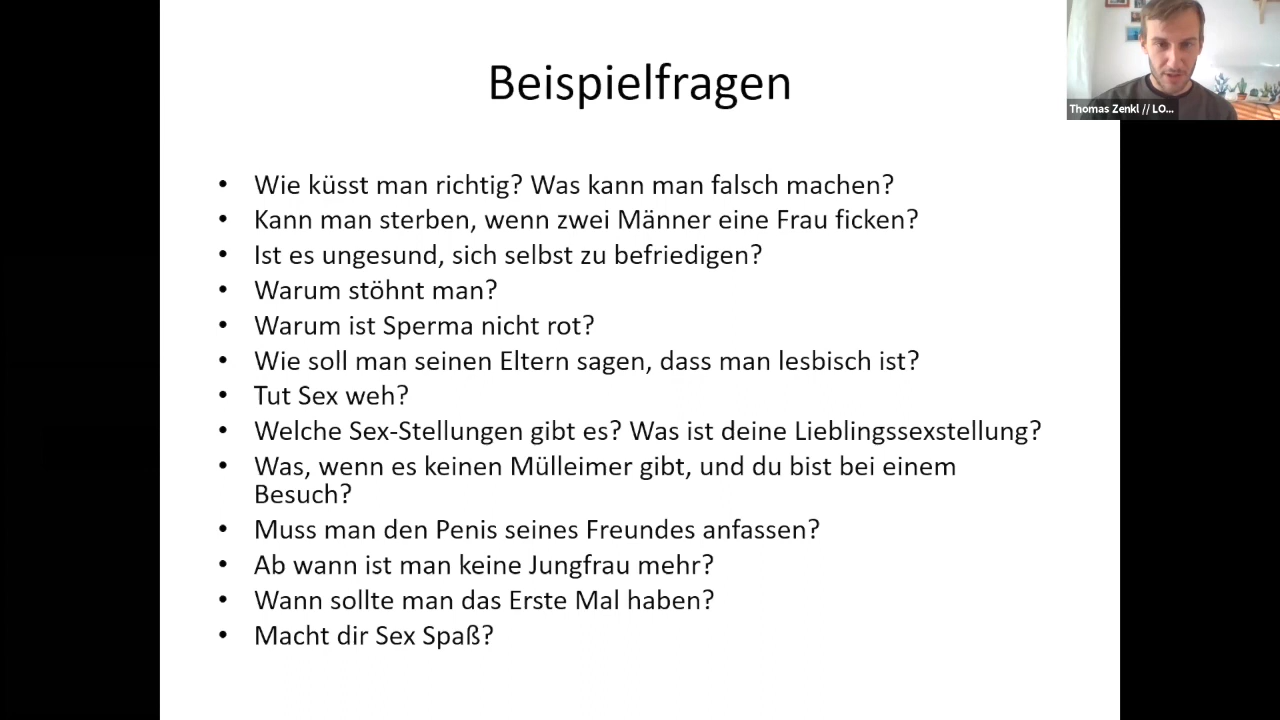 Beispielfragen
Thomas Zenkl // LO...
• Wie küsst man richtig? Was kann man falsch machen?
• Kann man sterben, wenn zwei Männer eine Frau ficken?
• Ist es ungesund, sich selbst zu befriedigen?
• Warum stöhnt man?
• Warum ist Sperma nicht rot?
• Wie soll man seinen Eltern sagen, dass man lesbisch ist?
• Tut Sex weh?
• Welche Sex-Stellungen gibt es? Was ist deine Lieblingssexstellung?
• Was, wenn es keinen Mülleimer gibt, und du bist bei einem
Besuch?
• Muss man den Penis seines Freundes anfassen?
• Ab wann ist man keine Jungfrau mehr?
• Wann sollte man das Erste Mal haben?
• Macht dir Sex Spaß?